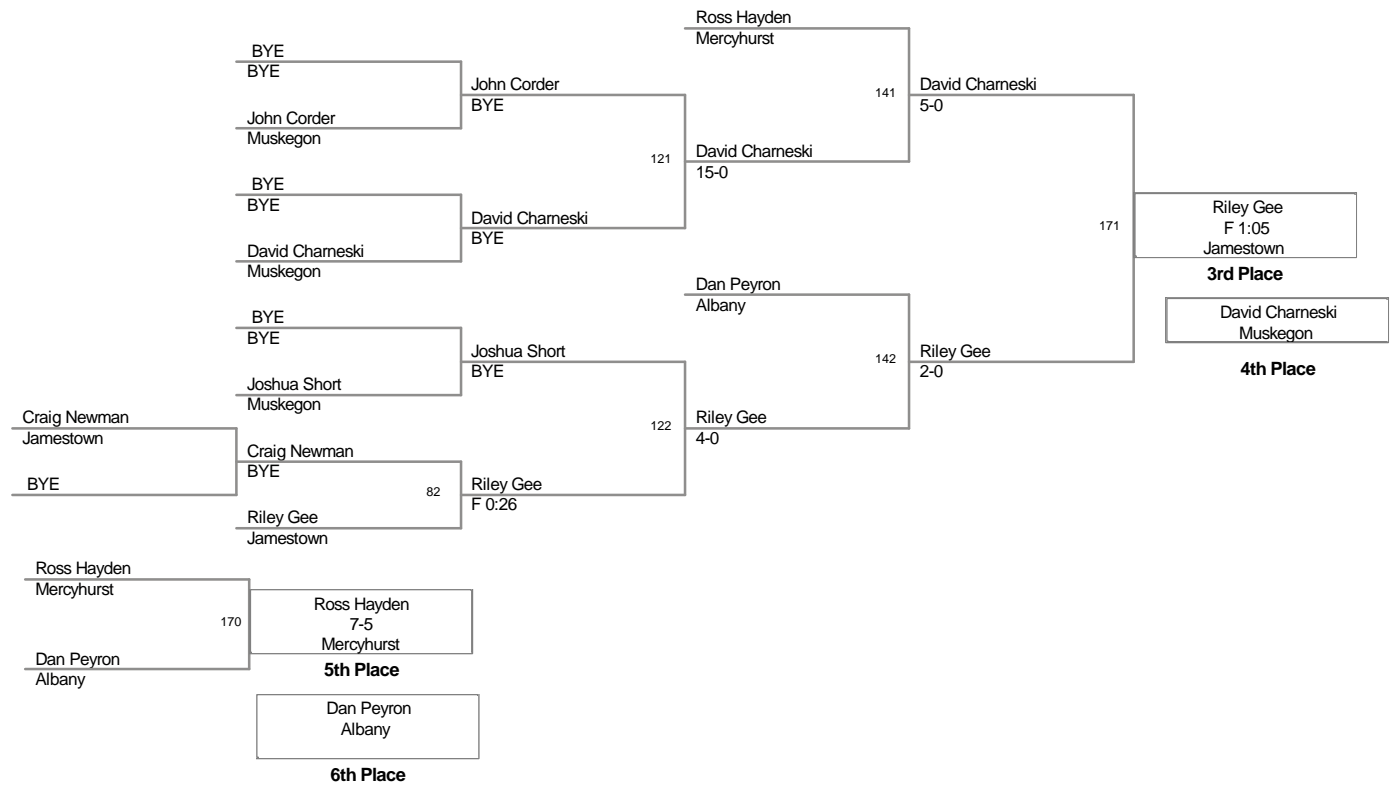 Ross Hayden
Mercyhurst
BYE
BYE
John Corder
BYE
141
David Charneski
5-0
John Corder
Muskegon
121
David Charneski
15-0
BYE
BYE
David Charneski
BYE
171
Riley Gee
F 1:05
Jamestown
3rd Place
David Charneski
Muskegon
Dan Peyron
Albany
David Charneski
Muskegon
4th Place
BYE
BYE
Joshua Short
BYE
142
Riley Gee
2-0
Joshua Short
Muskegon
Craig Newman
Jamestown
122
Riley Gee
4-0
Craig Newman
BYE
BYE
82
Riley Gee
F 0:26
Riley Gee
Jamestown
Ross Hayden
Mercyhurst
170
Ross Hayden
7-5
Mercyhurst
5th Place
Dan Peyron
Albany
Dan Peyron
Albany
6th Place